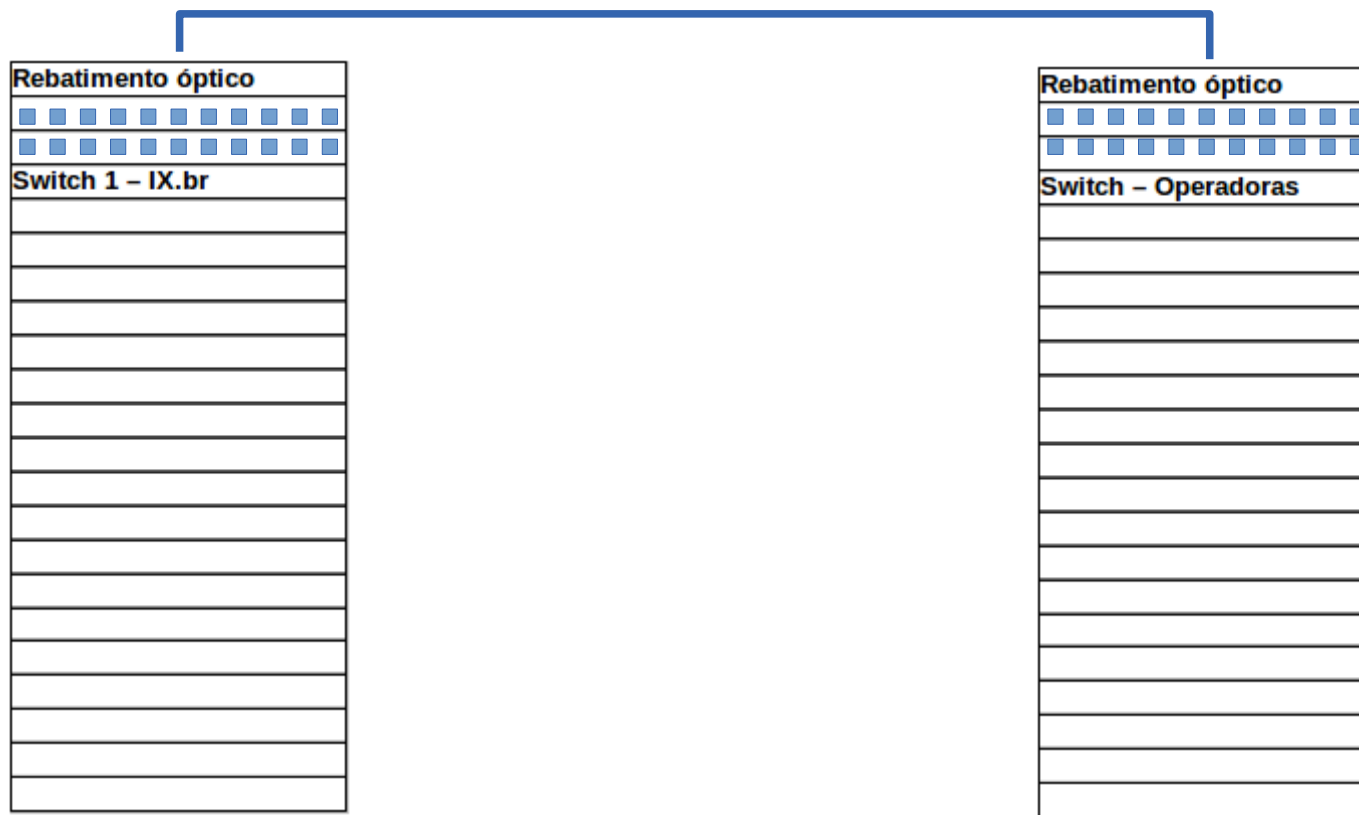 Rebatimento óptico
Switch 1 – IX.br
Rebatimento óptico
Switch – Operadoras